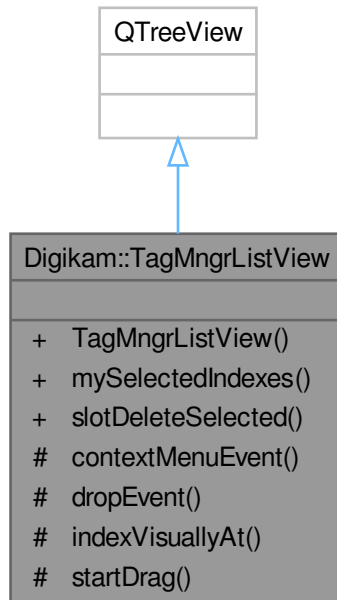 QTreeView
Digikam::TagMngrListView
+ TagMngrListView()
+ mySelectedIndexes()
+ slotDeleteSelected()
# contextMenuEvent()
# dropEvent()
# indexVisuallyAt()
# startDrag()